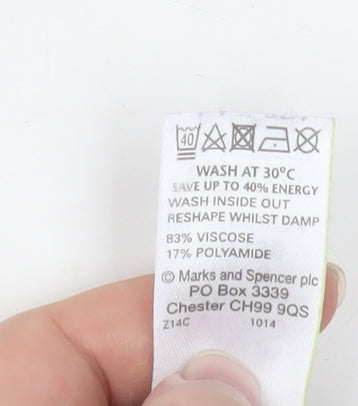 40
WASH AT 30°C
SAVE UP TO 40% ENERGY
WASH INSIDE OUT
RESHAPE WHILST DAMP
83% VISCOSE
17% POLYAMIDE
© Marks and Spencer plc
PO Box 3339
Chester CH99 9QS
Z14C 1014